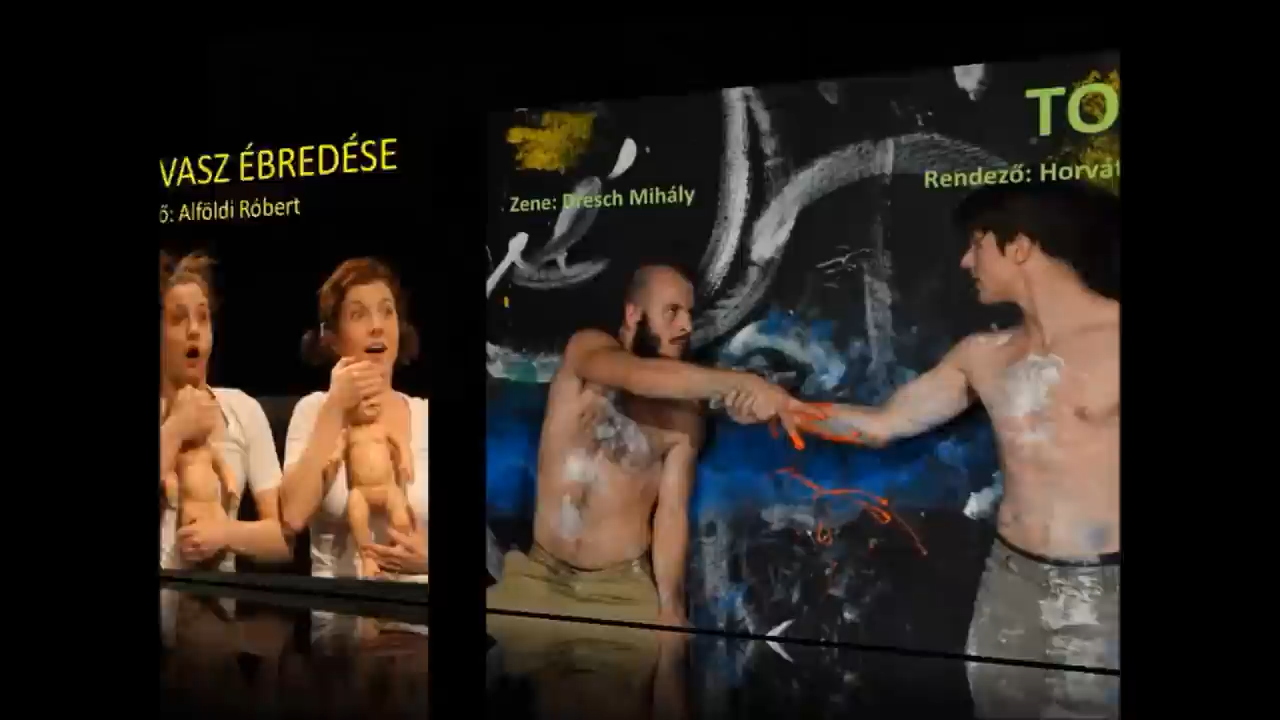 VASZ ÉBREDÉSE
ő: Alföldi Róbert
TO
Zene: Dresch Mihály
Rendező: Horvát